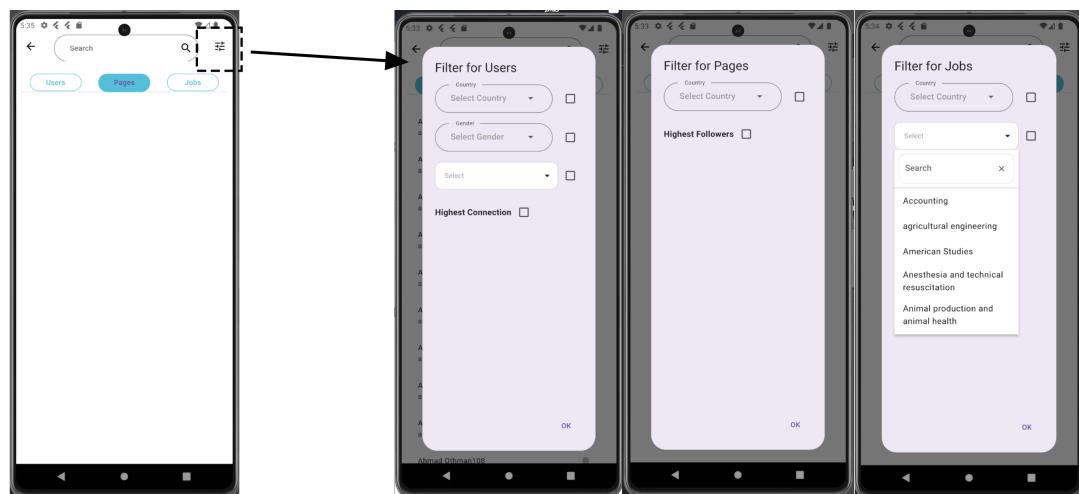 5:35
Search
Users
Pages
Jobs
5:33
Filter for Users
Country
Select Country
Gender
Select Gender
Select
Highest Connection
OK
Ahmad Othman108
5:33
Filter for Pages
Country
Select Country
Highest Followers
OK
5:34
Filter for Jobs
Country
Select Country
Select
Search
Accounting
agricultural engineering
American Studies
Anesthesia and technical
resuscitation
Animal production and
animal health
OK